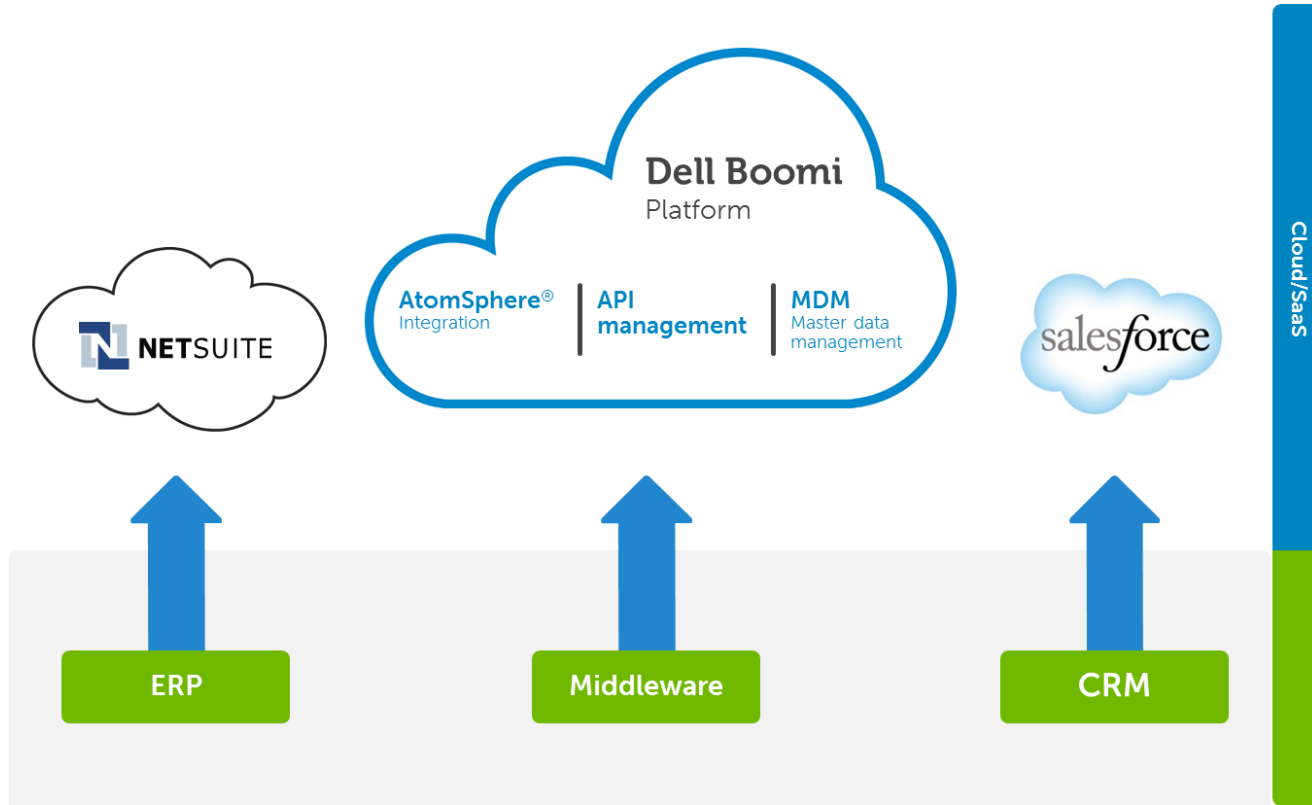 Dell Boomi
Platform
AtomSphere®
Integration
API
management
MDM
Master data
management
NETSUITE
salesforce
Cloud/SaaS
ERP
Middleware
CRM